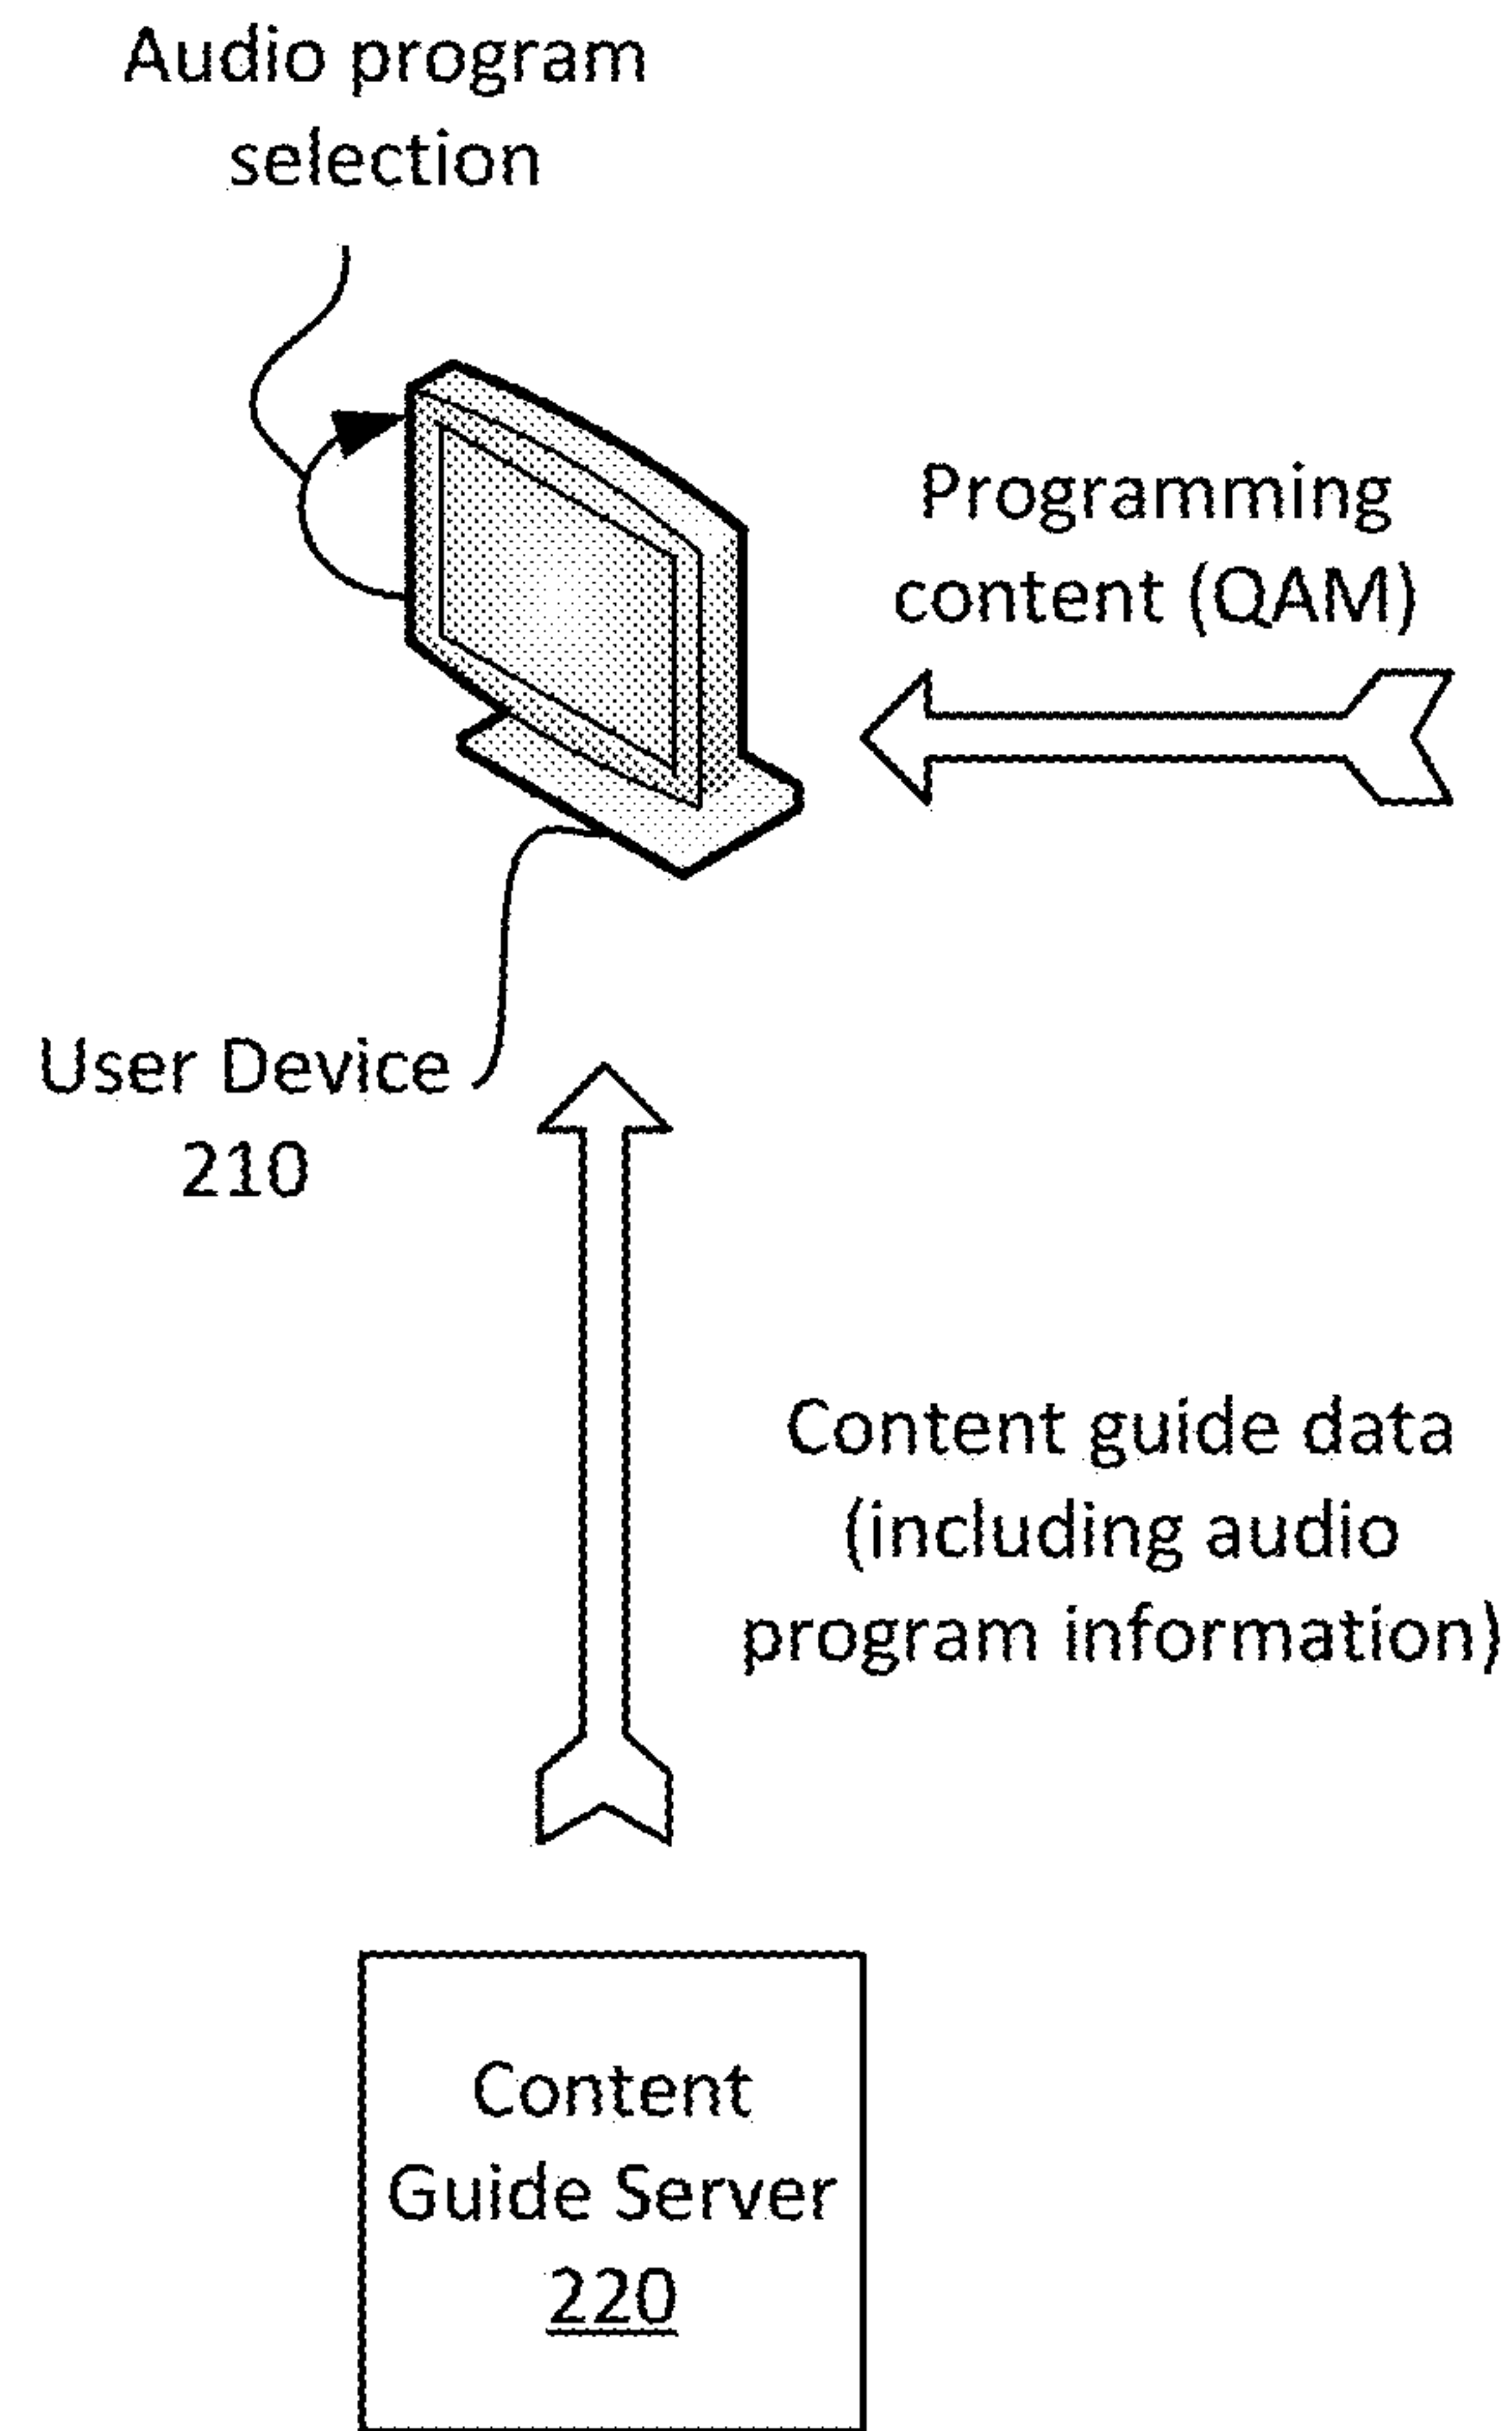 Audio program
selection
Programming
content (QAM)
User Device
210
Content guide data
(including audio
program information)
Content
Guide Server
220